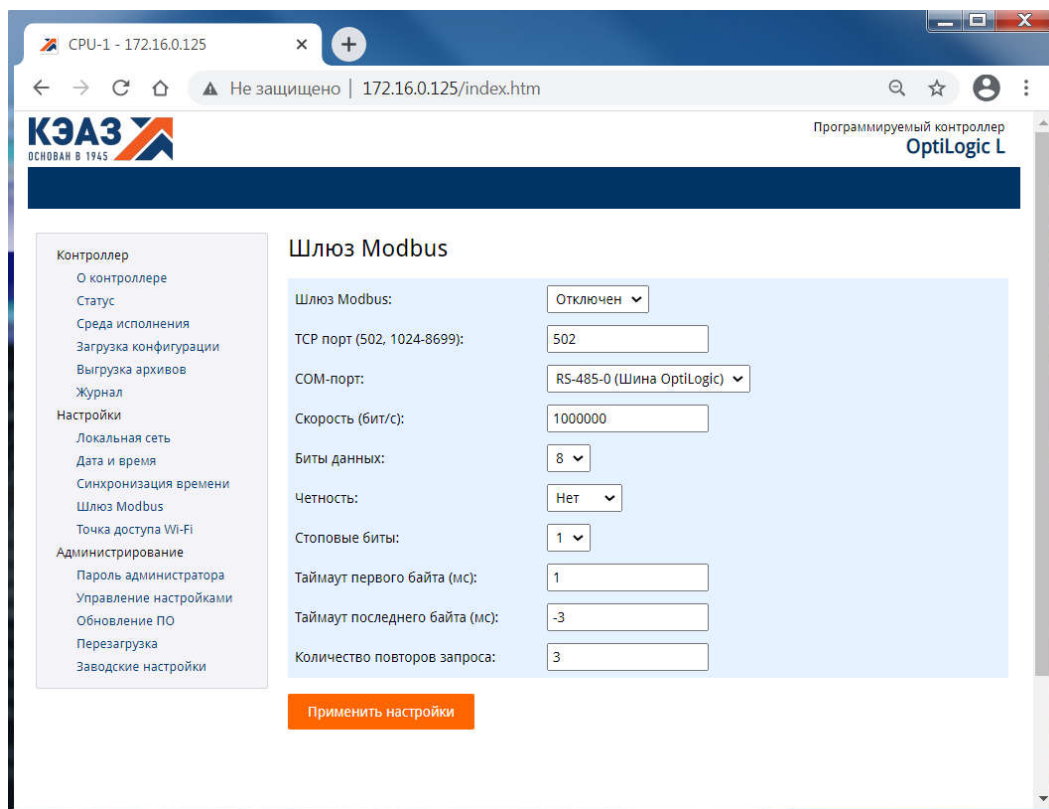 CPU-1 - 172.16.0.125
Не защищено | 172.16.0.125/index.htm
КЭАЗ
ОСНОВАН В 1945
Программируемый контроллер
OptiLogic L
Контроллер
О контроллере
Статус
Среда исполнения
Загрузка конфигурации
Выгрузка архивов
Журнал
Настройки
Локальная сеть
Дата и время
Синхронизация времени
Шлюз Modbus
Точка доступа Wi-Fi
Администрирование
Пароль администратора
Управление настройками
Обновление ПО
Перезагрузка
Заводские настройки
Шлюз Modbus
Шлюз Modbus: Отключен
TCP порт (502, 1024-8699): 502
COM-порт: RS-485-0 (Шина OptiLogic)
Скорость (бит/с): 1000000
Биты данных: 8
Четность: Нет
Стоповые биты: 1
Таймаут первого байта (мс): 1
Таймаут последнего байта (мс): -3
Количество повторов запроса: 3
Применить настройки